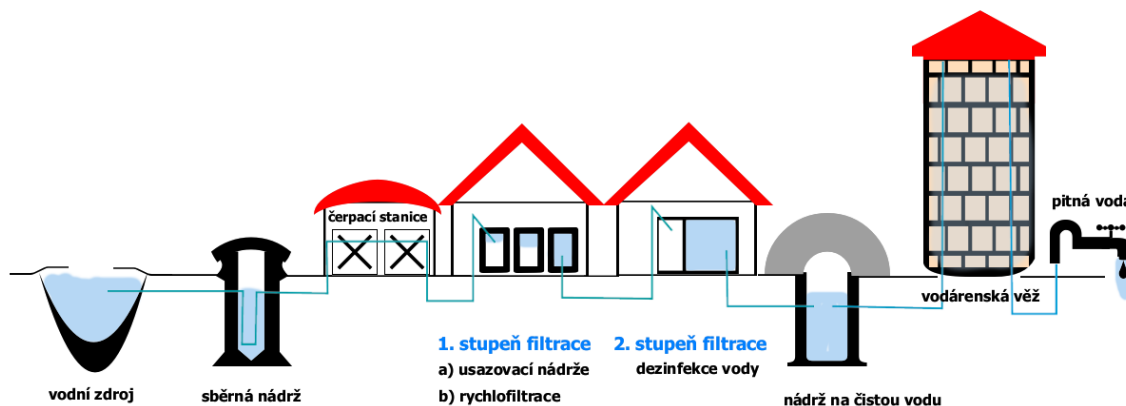 vodní zdroj
sběrná nádrž
čerpací stanice
1. stupeň filtrace
a) usazovací nádrže
b) rychlofiltrace
2. stupeň filtrace
dezinfekce vody
nádrž na čistou vodu
vodárenská věž
pitná voda